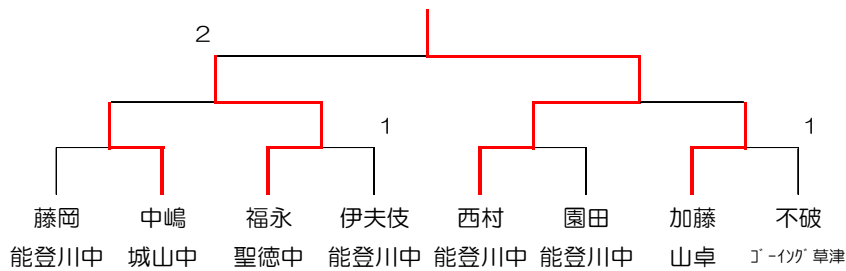 2
1 1
藤岡 中嶋 福永 伊夫伎 西村 園田 加藤 不破
能登川中 城山中 聖徳中 能登川中 能登川中 能登川中 山卓 ｺﾞｰｲﾝｸﾞ草津